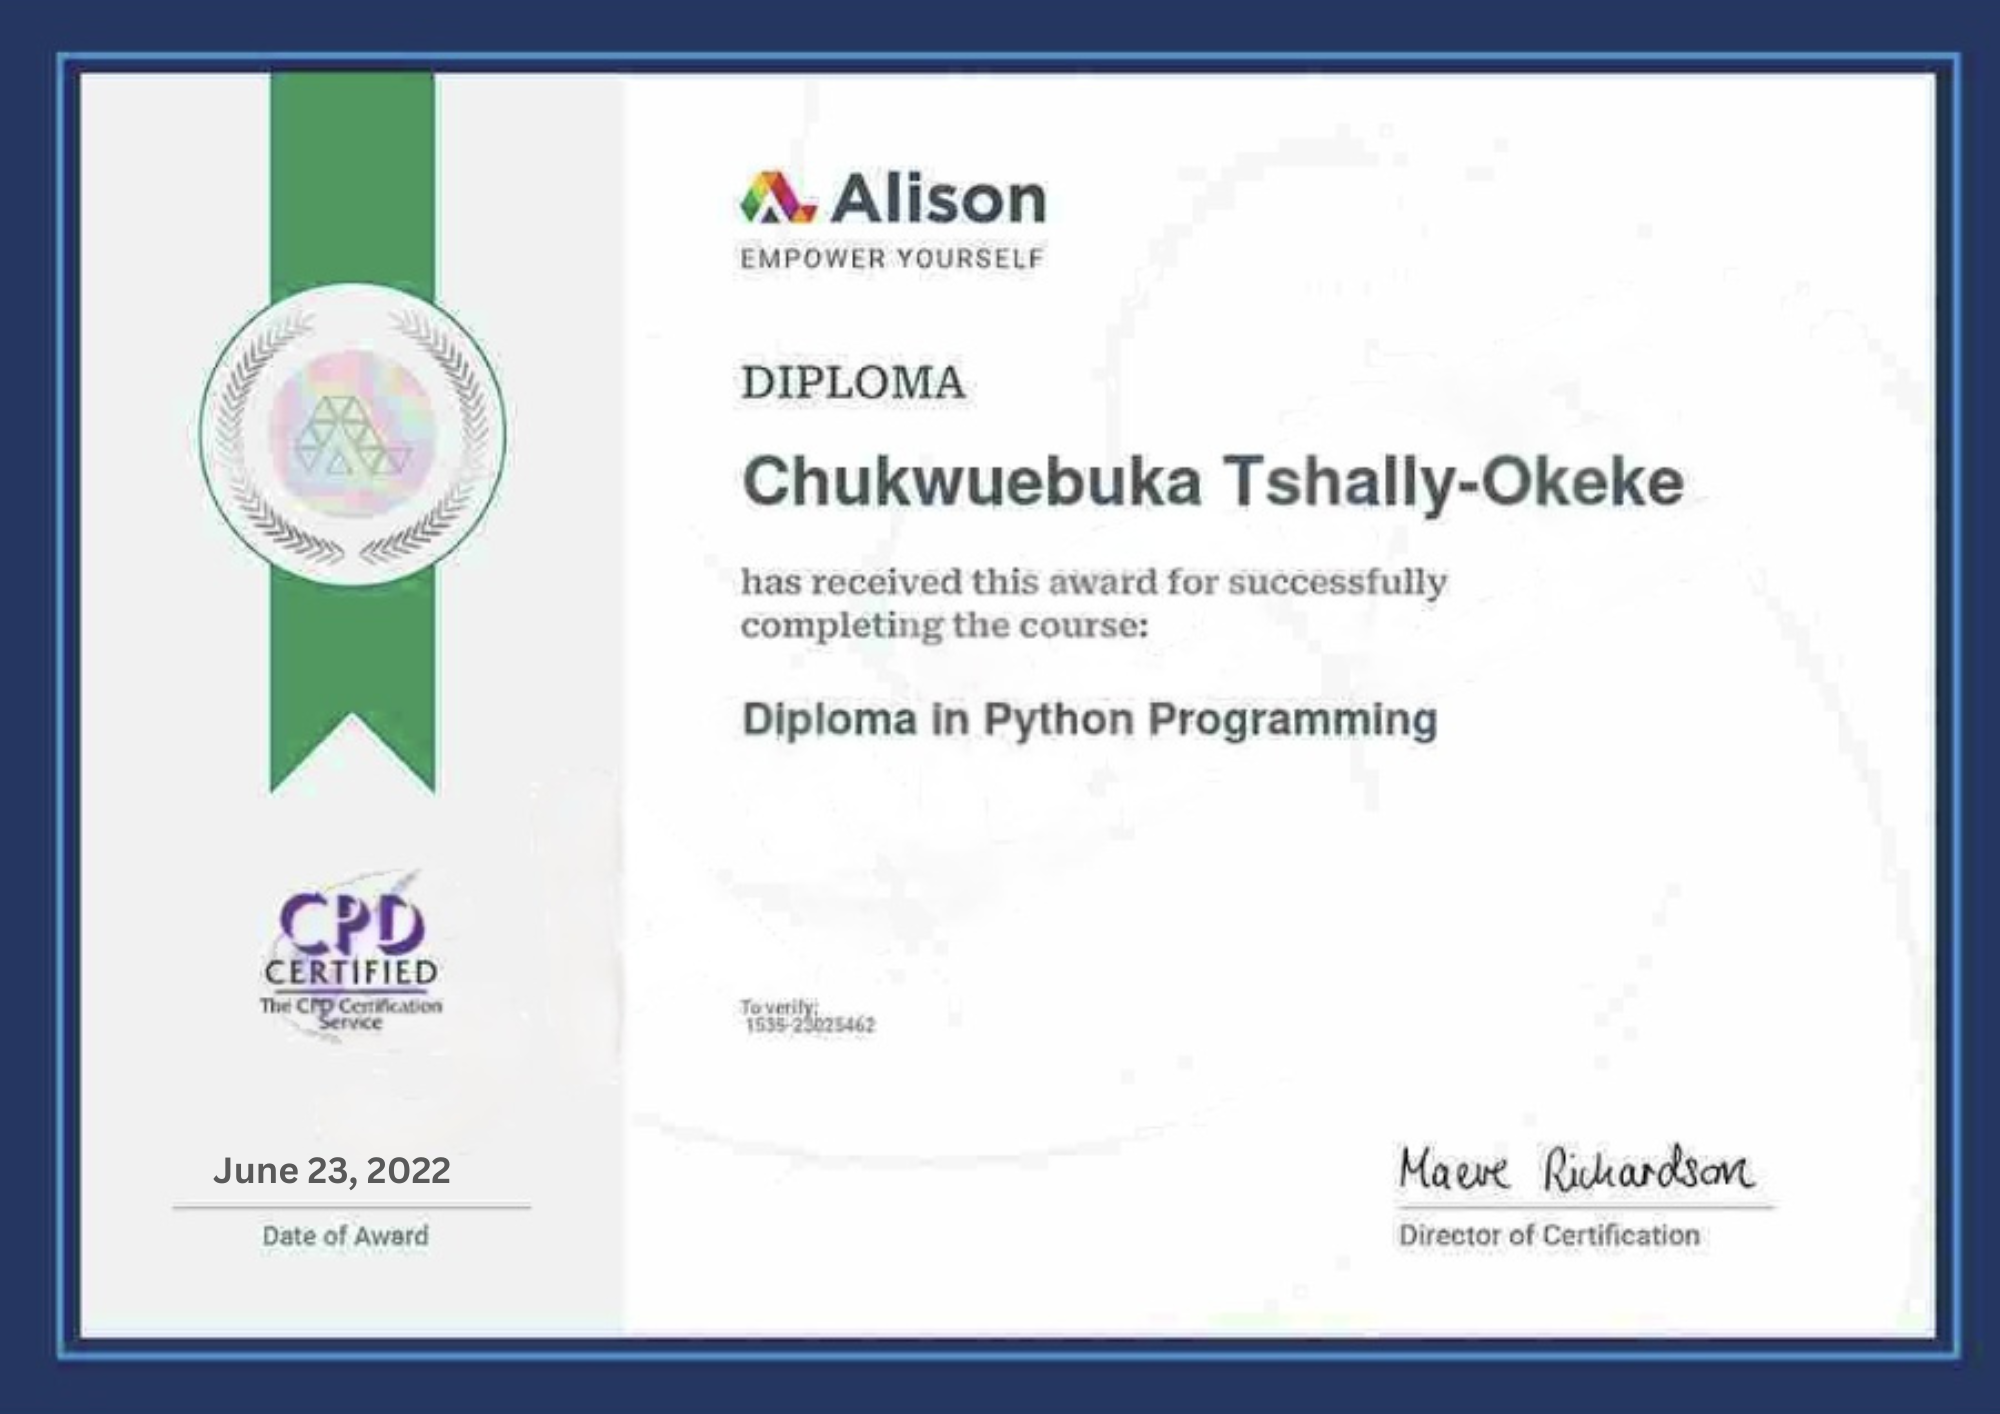 Alison
EMPOWER YOURSELF
DIPLOMA
Chukwuebuka Tshally-Okeke
has received this award for successfully
completing the course:
Diploma in Python Programming
CPD
CERTIFIED
The CPD Certification
Service
To verify:
1535-23025462
June 23, 2022
Date of Award
Maeve Richardson
Director of Certification